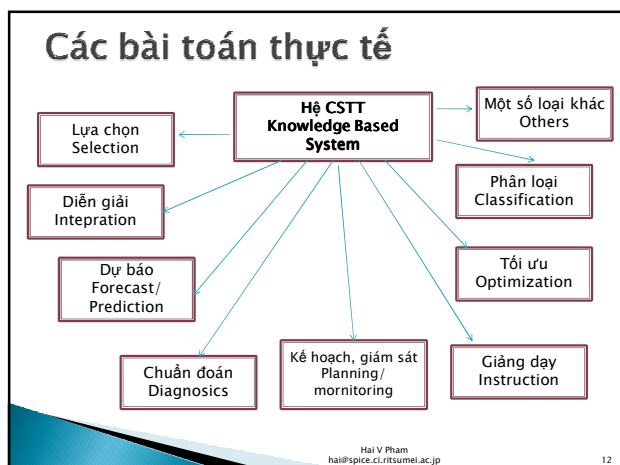 Các bài toán thực tế
Hệ CSTT
Knowledge Based
System
Một số loại khác
Others
Lựa chọn
Selection
Phân loại
Classification
Diễn giải
Intepration
Tối ưu
Optimization
Dự báo
Forecast/
Prediction
Chuẩn đoán
Diagnosics
Kế hoạch, giám sát
Planning/
mornitoring
Giảng dạy
Instruction
Hai V Pham
hai@spice.ci.ritsumei.ac.jp
12